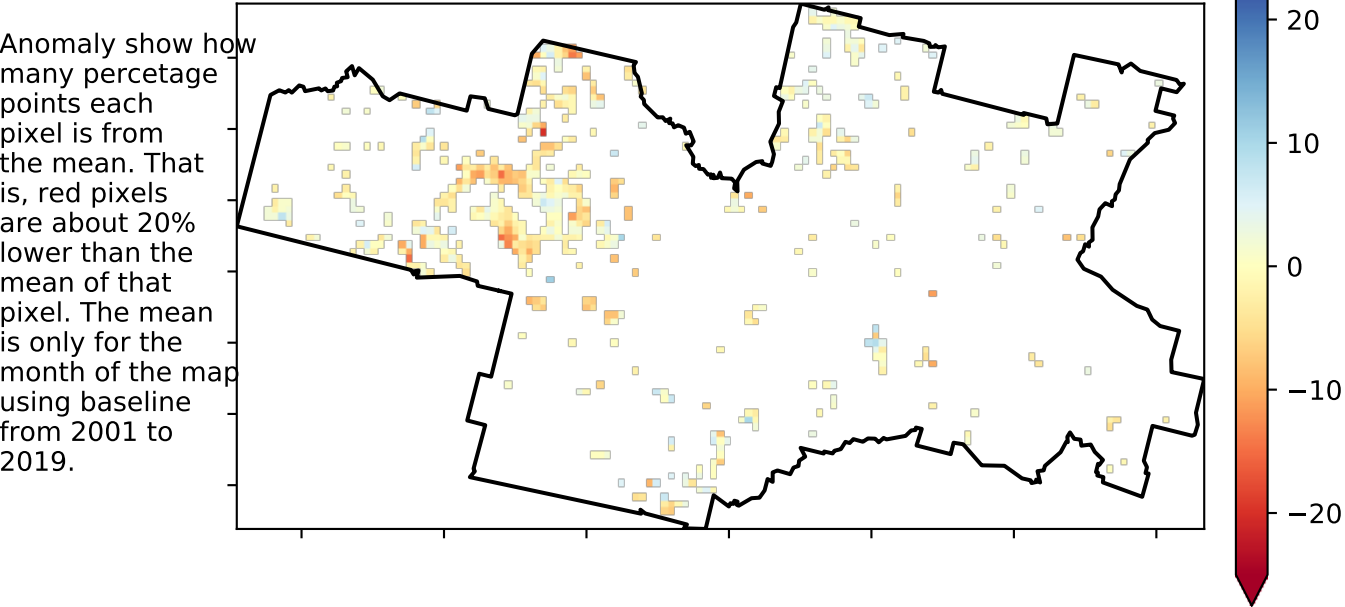 Anomaly show how
many percetage
points each
pixel is from
the mean. That
is, red pixels
are about 20%
lower than the
mean of that
pixel. The mean
is only for the
month of the map
using baseline
from 2001 to
2019.
20
10
0
−10
−20